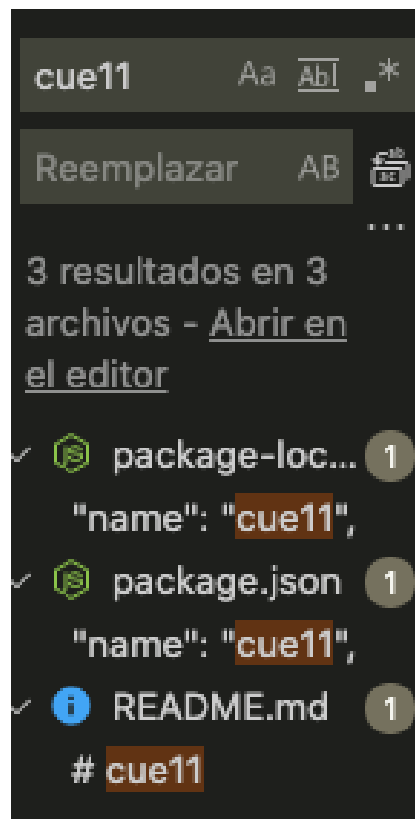 cue11 Aa Abl .*
Reemplazar AB
...
3 resultados en 3
archivos - Abrir en
el editor
package-loc... 1
"name": "cue11",
package.json 1
"name": "cue11",
README.md 1
# cue11